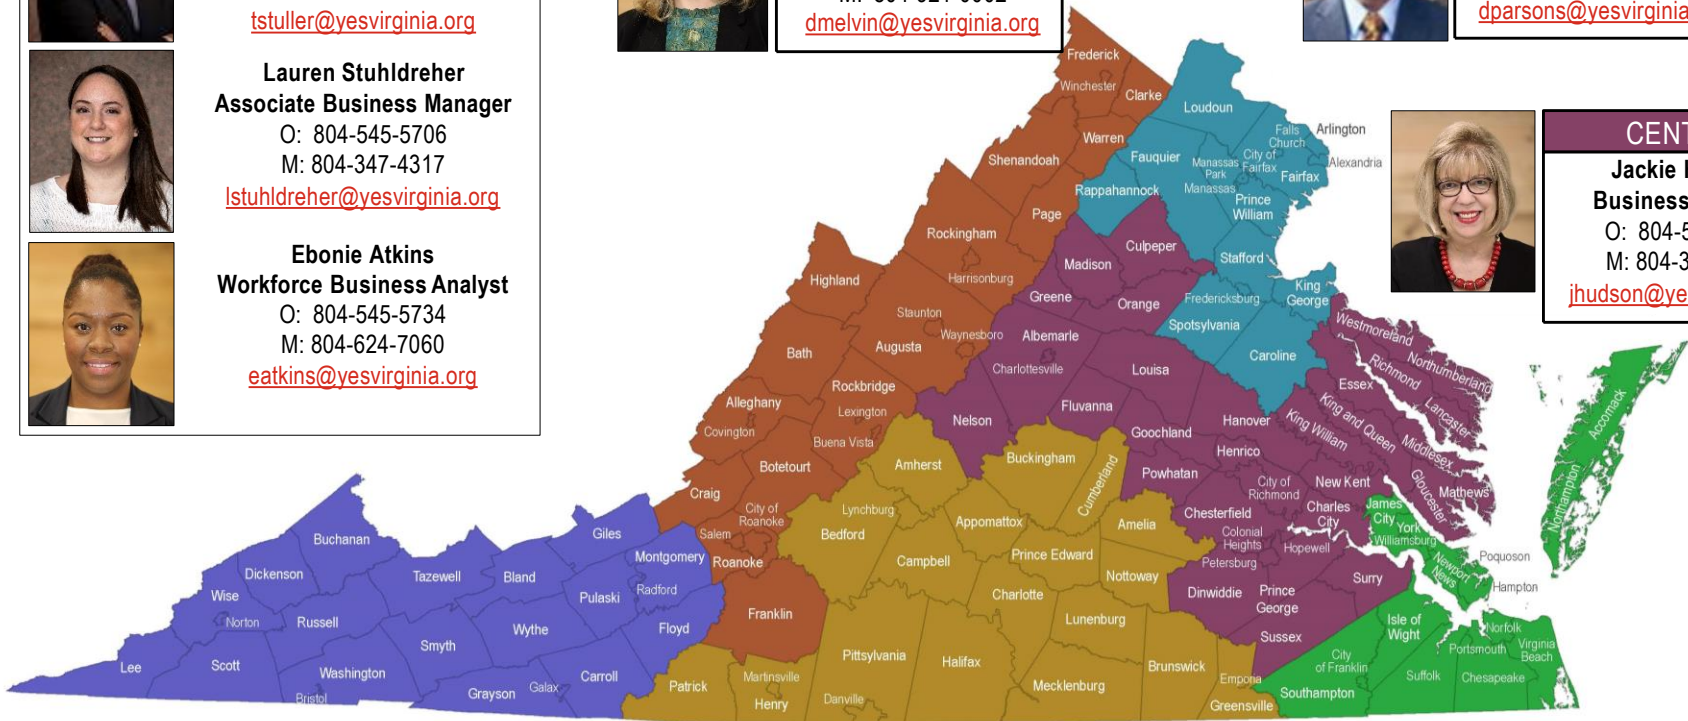 tstuller@yesvirginia.org
Lauren Stuhldreher
Associate Business Manager
O: 804-545-5706
M: 804-347-4317
lstuhldreher@yesvirginia.org
Ebonie Atkins
Workforce Business Analyst
O: 804-545-5734
M: 804-624-7060
eatkins@yesvirginia.org
dmelvin@yesvirginia.org
dparsons@yesvirginia
CENT
Jackie
Business
O: 804-5
M: 804-3
jhudson@ye
Frederick
Winchester
Clarke
Loudoun
Warren
Shenandoah
Fauquier
Falls
Church
Arlington
Alexandria
City of
Fairfax
Fairfax
Manassas
Park
Manassas
Prince
William
Rappahannock
Page
Rockingham
Harrisonburg
Culpeper
Madison
Stafford
Highland
Greene
Orange
Fredericksburg
King
George
Spotsylvania
Staunton
Waynesboro
Augusta
Albemarle
Charlottesville
Louisa
Caroline
Westmoreland
Northumberland
Richmond
Lancaster
Essex
Bath
Rockbridge
Lexington
Buena Vista
Alleghany
Covington
Nelson
Fluvanna
Goochland
Hanover
King William
King and Queen
Middlesex
Gloucester
Mathews
Accomack
Northampton
Botetourt
Craig
Amherst
Buckingham
Cumberland
Powhatan
Henrico
City of
Richmond
New Kent
Charles
City
James
City
York
Williamsburg
Newport
News
Poquoson
Hampton
City of
Roanoke
Salem
Roanoke
Lynchburg
Bedford
Appomattox
Amelia
Chesterfield
Colonial
Heights
Hopewell
Petersburg
Giles
Montgomery
Radford
Buchanan
Dickenson
Tazewell
Bland
Pulaski
Wise
Norton
Russell
Wythe
Floyd
Franklin
Campbell
Prince Edward
Nottoway
Charlotte
Lunenburg
Dinwiddie
Prince
George
Surry
Sussex
Isle of
Wight
Norfolk
Portsmouth
Virginia
Beach
Lee
Scott
Washington
Bristol
Smyth
Grayson
Galax
Carroll
Patrick
Martinsville
Henry
Pittsylvania
Danville
Halifax
Mecklenburg
Brunswick
Emporia
Greensville
City
of Franklin
Southampton
Suffolk
Chesapeake